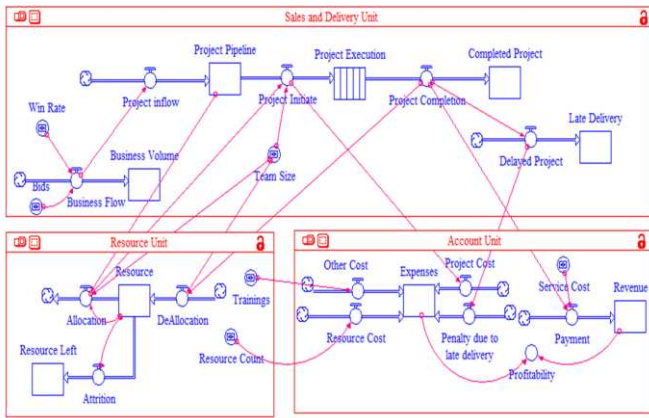 Sales and Delivery Unit
Project Pipeline
Project Execution
Completed Project
Project inflow
Project Initiate
Project Completion
Win Rate
Late Delivery
Business Volume
Delayed Project
Team Size
Bids
Business Flow
Resource Unit
Account Unit
Resource
Other Cost
Expenses
Project Cost
Service Cost
Revenue
Trainings
Allocation
DeAllocation
Resource Cost
Penalty due to
late delivery
Payment
Resource Left
Resource Count
Profitability
Attrition